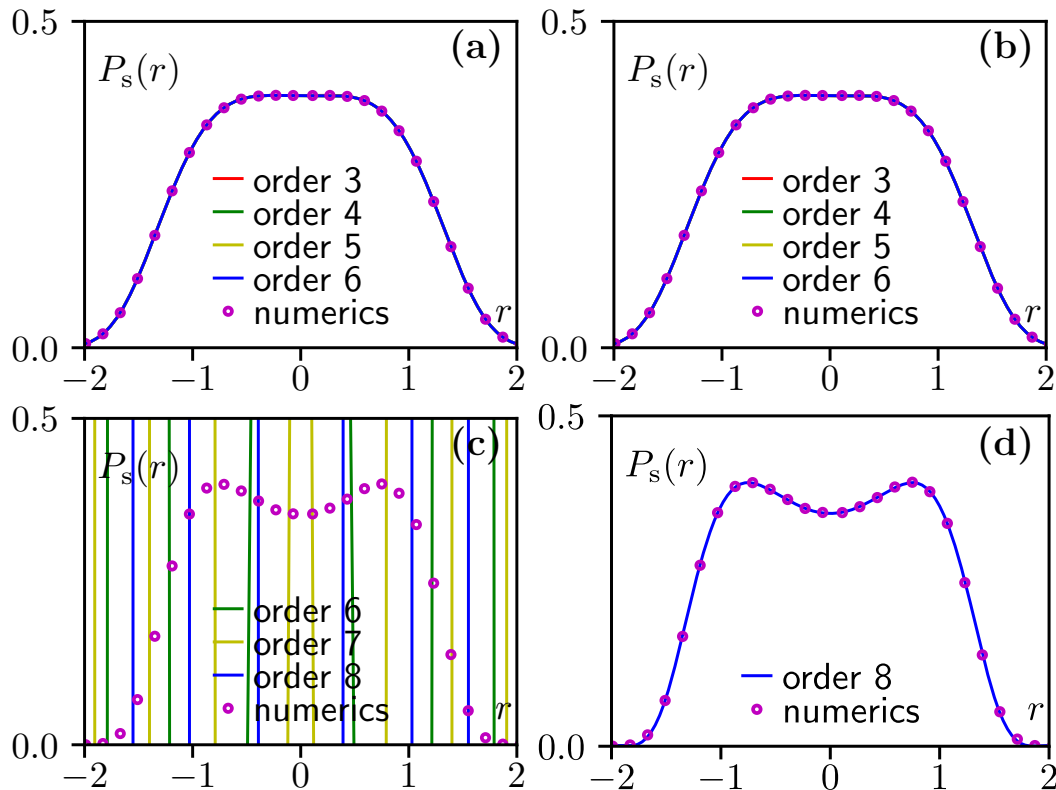 0.5
(a)
P_s(r)
order 3
order 4
order 5
order 6
numerics
r
0.0
−2 −1 0 1 2
0.5
(b)
P_s(r)
order 3
order 4
order 5
order 6
numerics
r
0.0
−2 −1 0 1 2
0.5
(c)
P_s(r)
order 6
order 7
order 8
numerics
r
0.0
−2 −1 0 1 2
0.5
(d)
P_s(r)
order 8
numerics
r
0.0
−2 −1 0 1 2